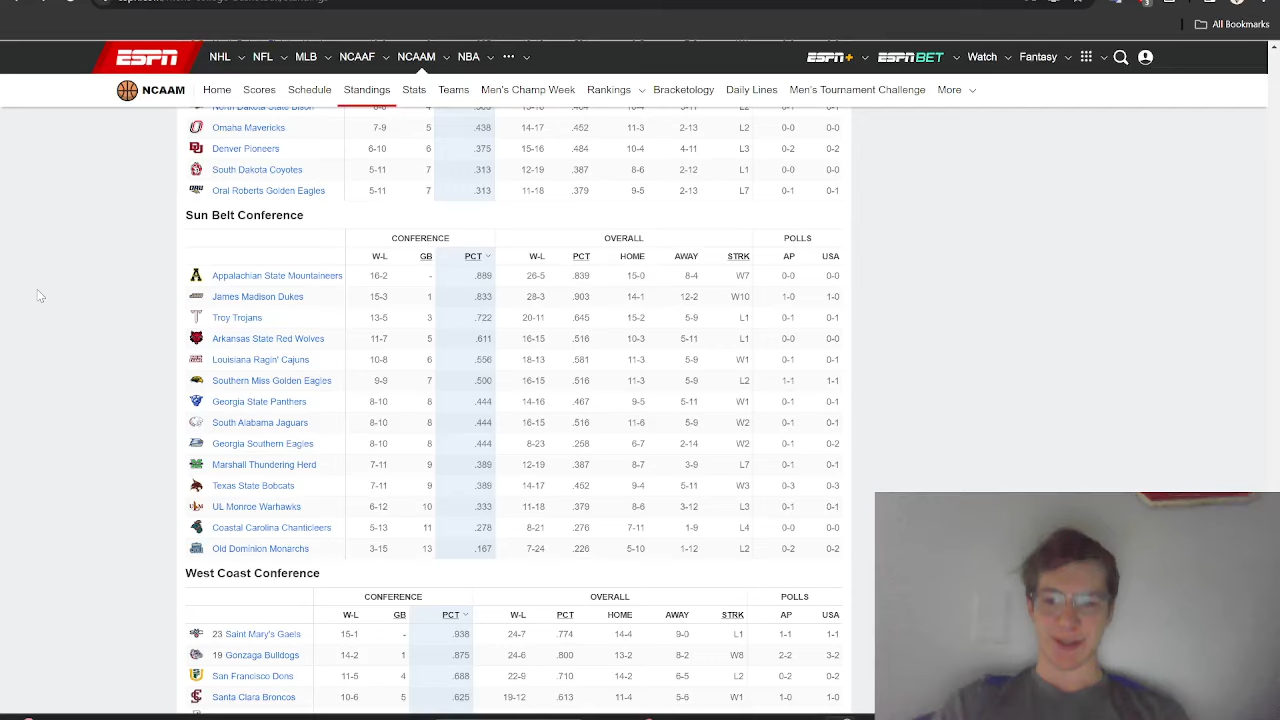 All Bookmarks
ESPN NHL NFL MLB NCAAF NCAAM NBA ESPN+ ESPNBET Watch Fantasy
NCAAM Home Scores Schedule Standings Stats Teams Men's Champ Week Rankings Bracketology Daily Lines Men's Tournament Challenge More
Omaha Mavericks 7-9 5 .438 14-17 .452 11-3 2-13 L2 0-0 0-0
Denver Pioneers 6-10 6 .375 15-16 .484 10-4 4-11 L3 0-2 0-2
South Dakota Coyotes 5-11 7 .313 12-19 .387 8-6 2-12 L1 0-0 0-0
Oral Roberts Golden Eagles 5-11 7 .313 11-18 .379 9-5 2-13 L7 0-1 0-1
Sun Belt Conference
CONFERENCE OVERALL POLLS
W-L GB PCT W-L PCT HOME AWAY STRK AP USA
Appalachian State Mountaineers 16-2 - .889 26-5 .839 15-0 8-4 W7 0-0 0-0
James Madison Dukes 15-3 1 .833 28-3 .903 14-1 12-2 W10 1-0 1-0
Troy Trojans 13-5 3 .722 20-11 .645 15-2 5-9 L1 0-1 0-1
Arkansas State Red Wolves 11-7 5 .611 16-15 .516 10-3 5-11 L1 0-0 0-0
Louisiana Ragin' Cajuns 10-8 6 .556 18-13 .581 11-3 5-9 W1 0-1 0-1
Southern Miss Golden Eagles 9-9 7 .500 16-15 .516 11-3 5-9 L2 1-1 1-1
Georgia State Panthers 8-10 8 .444 14-16 .467 9-5 5-11 W1 0-1 0-1
South Alabama Jaguars 8-10 8 .444 16-15 .516 11-6 5-9 W2 0-1 0-1
Georgia Southern Eagles 8-10 8 .444 8-23 .258 6-7 2-14 W2 0-1 0-2
Marshall Thundering Herd 7-11 9 .389 12-19 .387 8-7 3-9 L7 0-1 0-1
Texas State Bobcats 7-11 9 .389 14-17 .452 9-4 5-11 W3 0-3 0-3
UL Monroe Warhawks 6-12 10 .333 11-18 .379 8-6 3-12 L3 0-1 0-1
Coastal Carolina Chanticleers 5-13 11 .278 8-21 .276 7-11 1-9 L4 0-0 0-0
Old Dominion Monarchs 3-15 13 .167 7-24 .226 5-10 1-12 L2 0-2 0-2
West Coast Conference
CONFERENCE OVERALL POLLS
W-L GB PCT W-L PCT HOME AWAY STRK AP USA
23 Saint Mary's Gaels 15-1 - .938 24-7 .774 14-4 9-0 L1 1-1 1-1
19 Gonzaga Bulldogs 14-2 1 .875 24-6 .800 13-2 8-2 W8 2-2 3-2
San Francisco Dons 11-5 4 .688 22-9 .710 14-2 6-5 L2 0-2 0-2
Santa Clara Broncos 10-6 5 .625 19-12 .613 11-4 5-6 W1 1-0 1-0